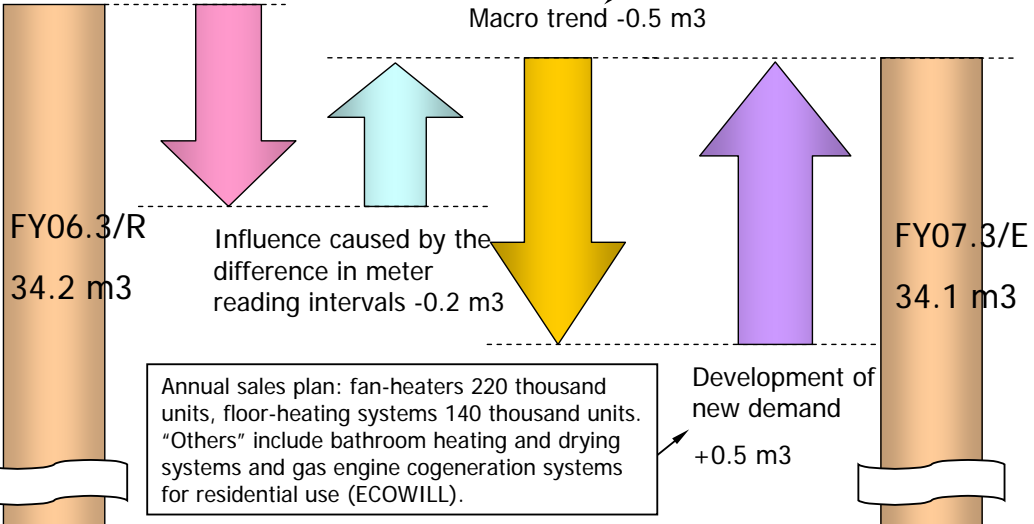 Macro trend -0.5 m3
FY06.3/R
34.2 m3
Influence caused by the
difference in meter
reading intervals -0.2 m3
FY07.3/E
34.1 m3
Annual sales plan: fan-heaters 220 thousand
units, floor-heating systems 140 thousand units.
"Others" include bathroom heating and drying
systems and gas engine cogeneration systems
for residential use (ECOWILL).
Development of
new demand
+0.5 m3